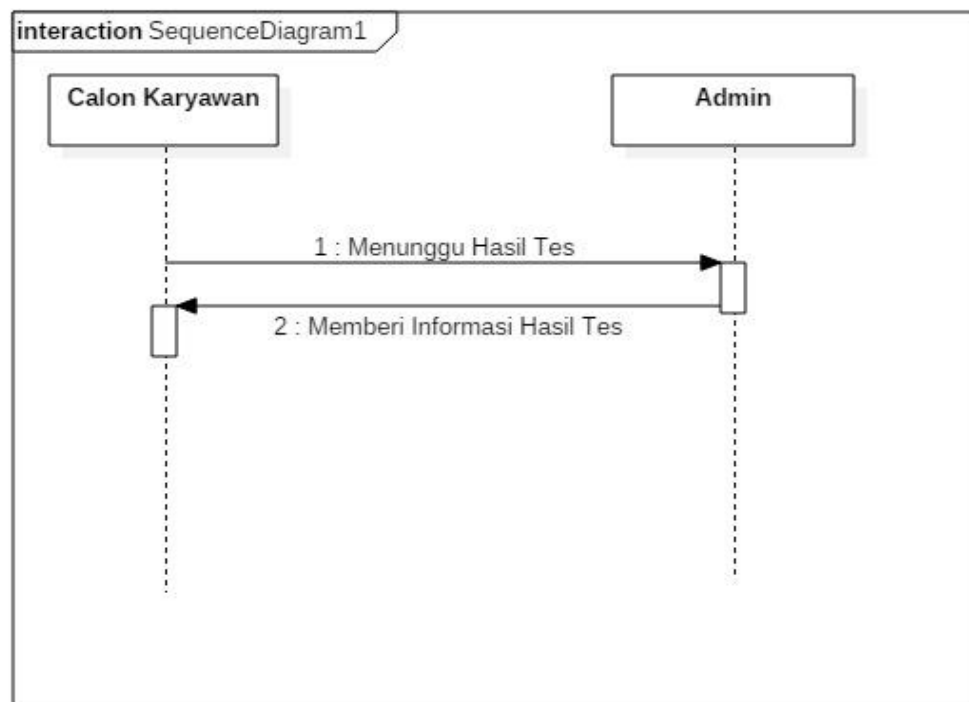 interaction SequenceDiagram1
Calon Karyawan
Admin
1 : Menunggu Hasil Tes
2 : Memberi Informasi Hasil Tes